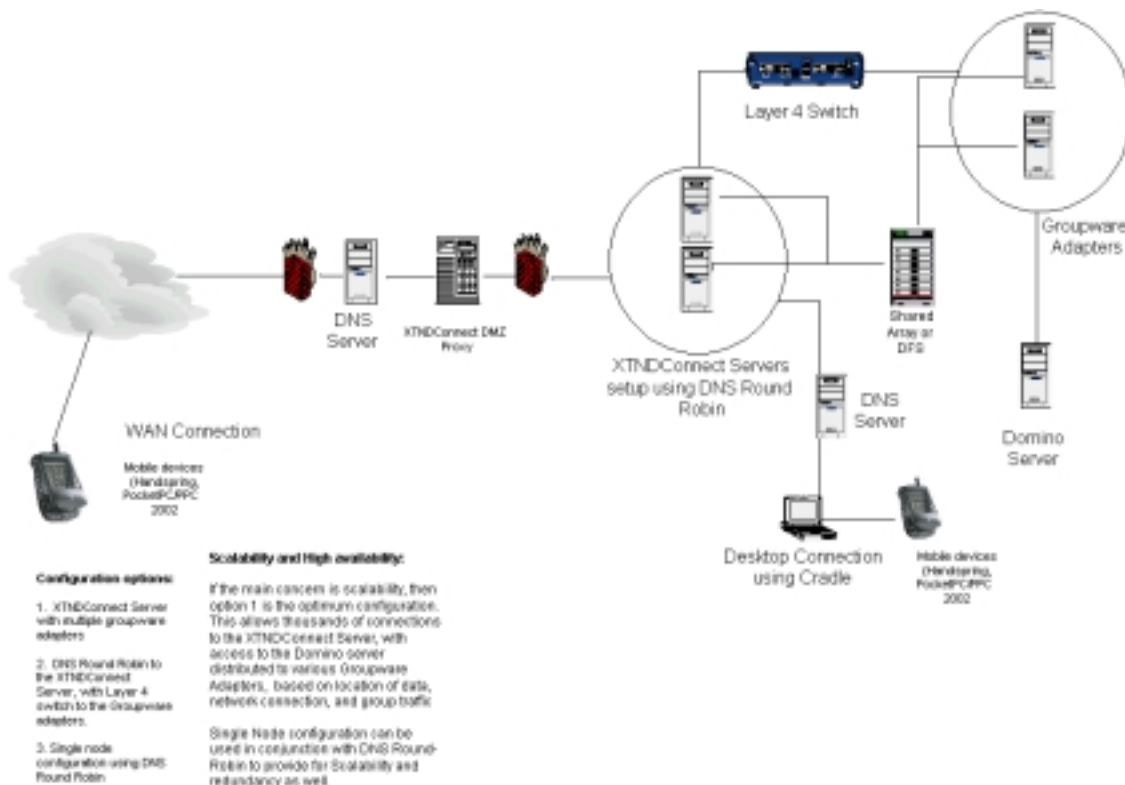 Layer 4 Switch
Groupware
Adapters
DNS
Server
XTNDConnect DMZ
Proxy
Shared
Array or
DFS
XTNDConnect Servers
setup using DNS Round
Robin
DNS
Server
Domino
Server
WAN Connection
Mobile devices
(Handspring,
PocketPC/PPC
2002
Desktop Connection
using Cradle
Mobile devices
(Handspring,
PocketPC/PPC
2002
Configuration options:
1. XTNDConnect Server
with multiple groupware
adapters
2. DNS Round Robin to
the XTNDConnect
Server, with Layer 4
switch to the Groupware
adapters.
3. Single node
configuration using DNS
Round Robin
Scalability and High availability:
If the main concern is scalability, then
option 1 is the optimum configuration.
This allows thousands of connections
to the XTNDConnect Server, with
access to the Domino server
distributed to various Groupware
Adapters, based on location of data,
network connection, and group traffic
Single Node configuration can be
used in conjunction with DNS Round-
Robin to provide for Scalability and
redundancy as well.